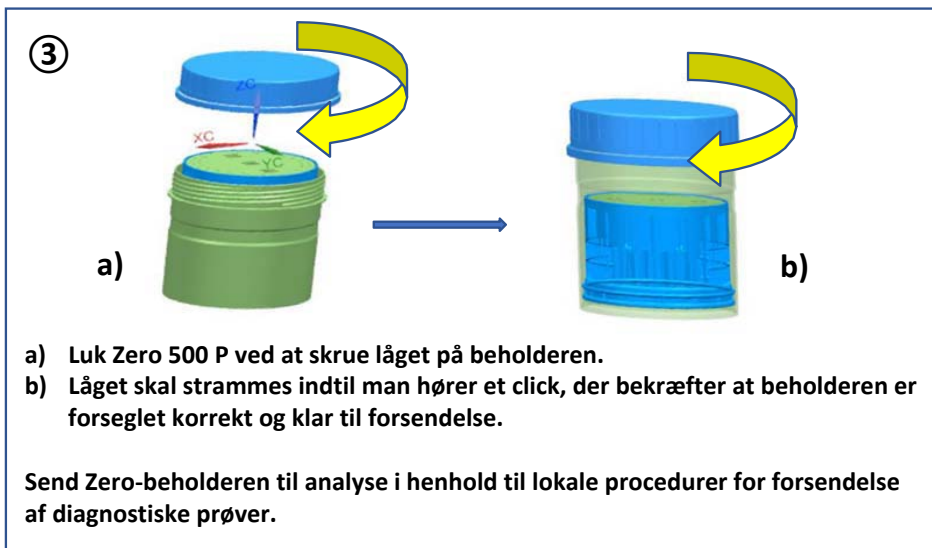 ③
ZC
XC
YC
a)
b)
a) Luk Zero 500 P ved at skrue låget på beholderen.
b) Låget skal strammes indtil man hører et click, der bekræfter at beholderen er
forseglet korrekt og klar til forsendelse.
Send Zero-beholderen til analyse i henhold til lokale procedurer for forsendelse
af diagnostiske prøver.